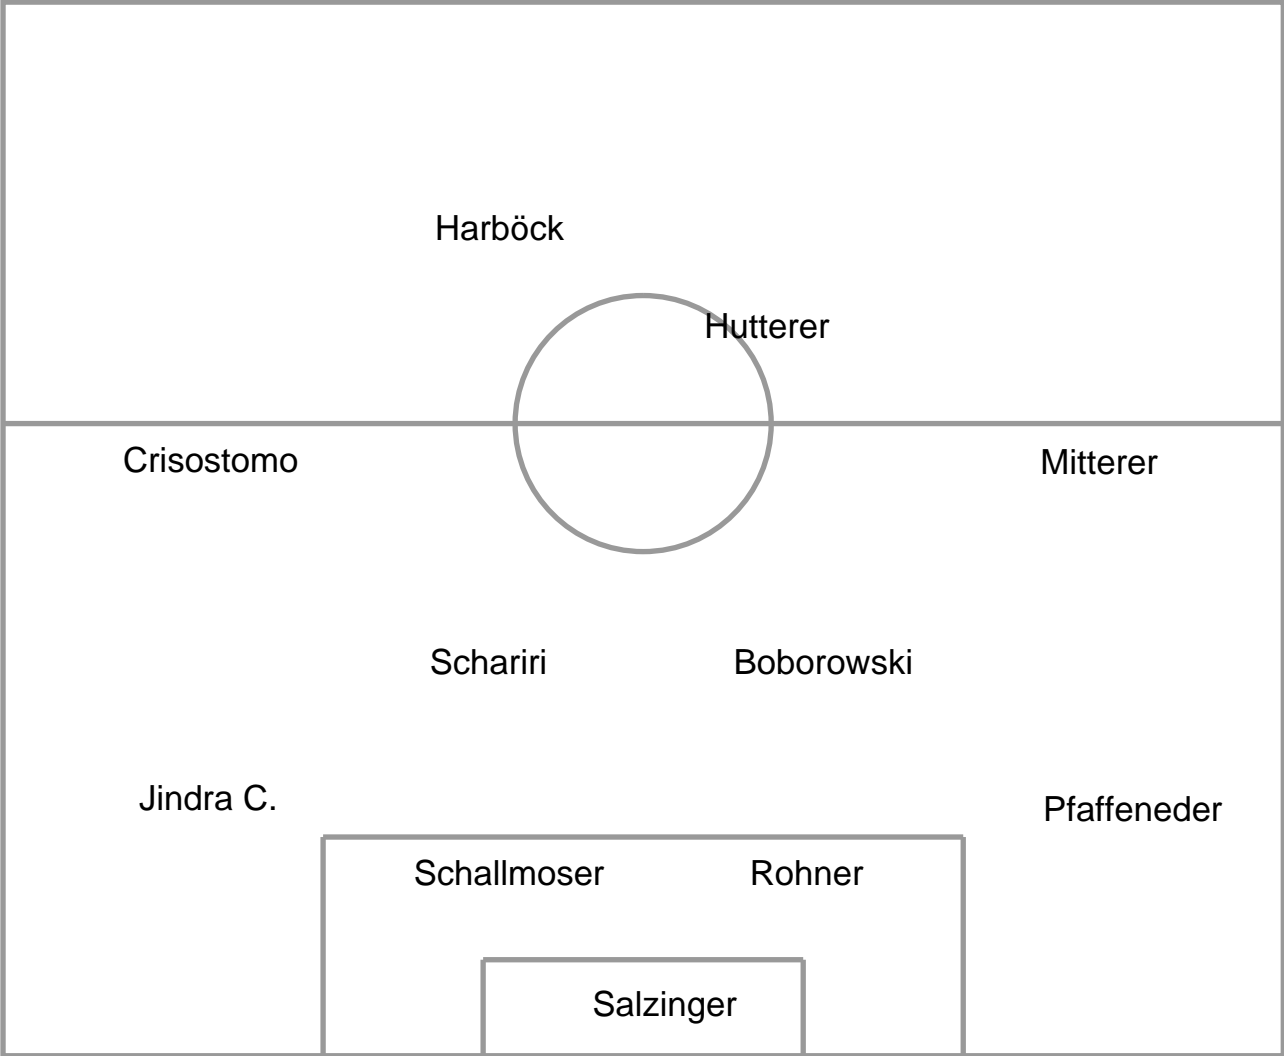 Harböck
Hutterer
Crisostomo
Mitterer
Schariri
Boborowski
Jindra C.
Pfaffeneder
Schallmoser
Rohner
Salzinger